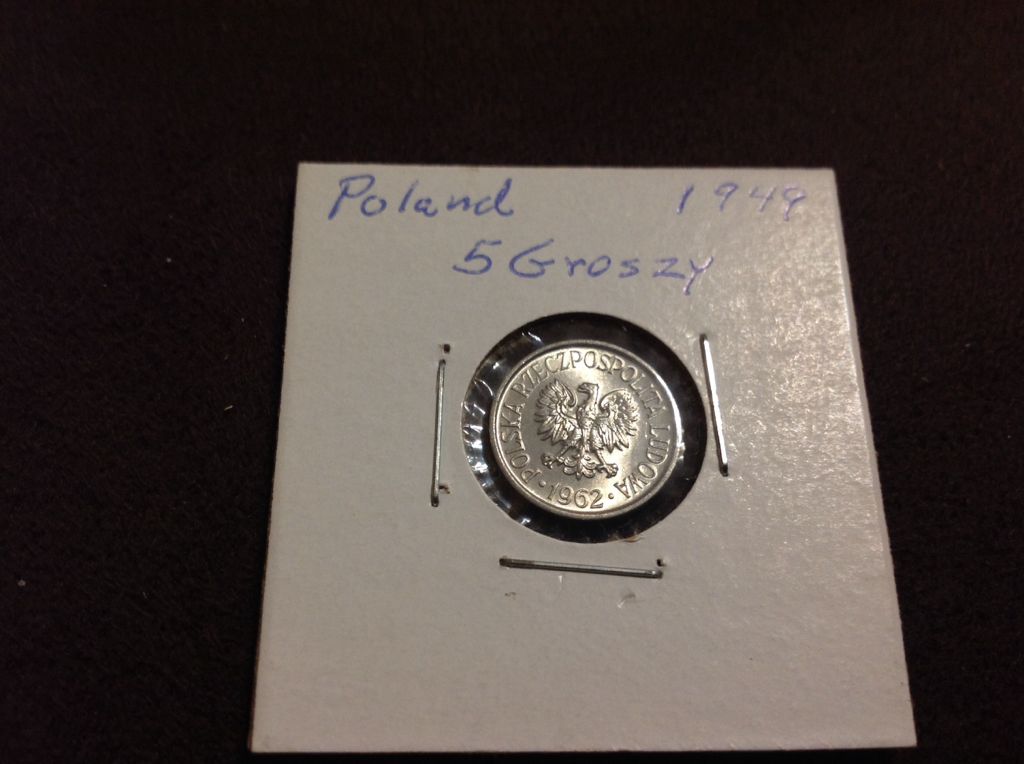 Poland 1949
5 Groszy
POLSKA RZECZPOSPOLITA LUDOWA
· 1962 ·